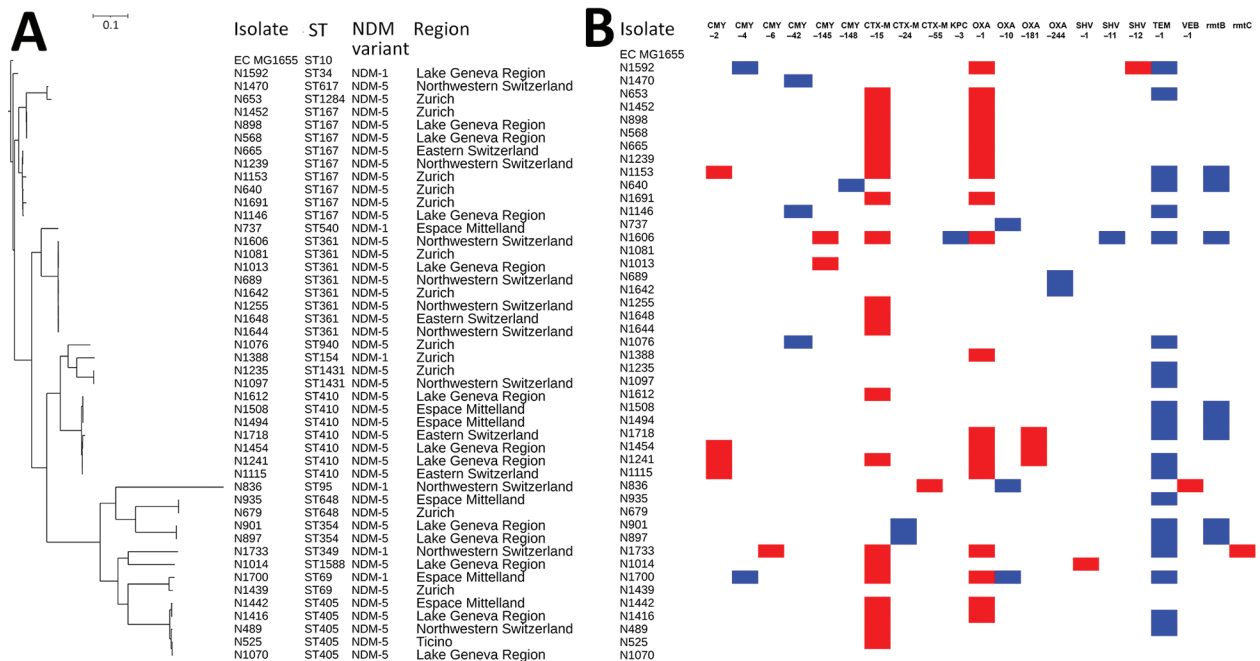 0.1
A
Isolate ST NDM variant Region
EC MG1655 ST10
N1592 ST34 NDM-1 Lake Geneva Region
N1470 ST617 NDM-5 Northwestern Switzerland
N653 ST1284 NDM-5 Zurich
N1452 ST167 NDM-5 Zurich
N898 ST167 NDM-5 Lake Geneva Region
N568 ST167 NDM-5 Lake Geneva Region
N665 ST167 NDM-5 Eastern Switzerland
N1239 ST167 NDM-5 Northwestern Switzerland
N1153 ST167 NDM-5 Zurich
N640 ST167 NDM-5 Zurich
N1691 ST167 NDM-5 Zurich
N1146 ST167 NDM-5 Lake Geneva Region
N737 ST540 NDM-1 Espace Mittelland
N1606 ST361 NDM-5 Northwestern Switzerland
N1081 ST361 NDM-5 Zurich
N1013 ST361 NDM-5 Lake Geneva Region
N689 ST361 NDM-5 Northwestern Switzerland
N1642 ST361 NDM-5 Zurich
N1255 ST361 NDM-5 Northwestern Switzerland
N1648 ST361 NDM-5 Eastern Switzerland
N1644 ST361 NDM-5 Northwestern Switzerland
N1076 ST940 NDM-5 Zurich
N1388 ST154 NDM-1 Zurich
N1235 ST1431 NDM-5 Zurich
N1097 ST1431 NDM-5 Northwestern Switzerland
N1612 ST410 NDM-5 Lake Geneva Region
N1508 ST410 NDM-5 Espace Mittelland
N1494 ST410 NDM-5 Espace Mittelland
N1718 ST410 NDM-5 Eastern Switzerland
N1454 ST410 NDM-5 Lake Geneva Region
N1241 ST410 NDM-5 Lake Geneva Region
N1115 ST410 NDM-5 Eastern Switzerland
N836 ST95 NDM-1 Northwestern Switzerland
N935 ST648 NDM-5 Espace Mittelland
N679 ST648 NDM-5 Zurich
N901 ST354 NDM-5 Lake Geneva Region
N897 ST354 NDM-5 Lake Geneva Region
N1733 ST349 NDM-1 Northwestern Switzerland
N1014 ST1588 NDM-5 Lake Geneva Region
N1700 ST69 NDM-1 Espace Mittelland
N1439 ST69 NDM-5 Zurich
N1442 ST405 NDM-5 Espace Mittelland
N1416 ST405 NDM-5 Lake Geneva Region
N489 ST405 NDM-5 Northwestern Switzerland
N525 ST405 NDM-5 Ticino
N1070 ST405 NDM-5 Lake Geneva Region
B
Isolate
CMY CMY CMY CMY CMY CMY CTX-M CTX-M CTX-M KPC OXA OXA OXA OXA SHV SHV SHV TEM VEB rmtB rmtC
–2 –4 –6 –42 –145 –148 –15 –24 –55 –3 –1 –10 –181 –244 –1 –11 –12 –1 –1
EC MG1655
N1592
N1470
N653
N1452
N898
N568
N665
N1239
N1153
N640
N1691
N1146
N737
N1606
N1081
N1013
N689
N1642
N1255
N1648
N1644
N1076
N1388
N1235
N1097
N1612
N1508
N1494
N1718
N1454
N1241
N1115
N836
N935
N679
N901
N897
N1733
N1014
N1700
N1439
N1442
N1416
N489
N525
N1070